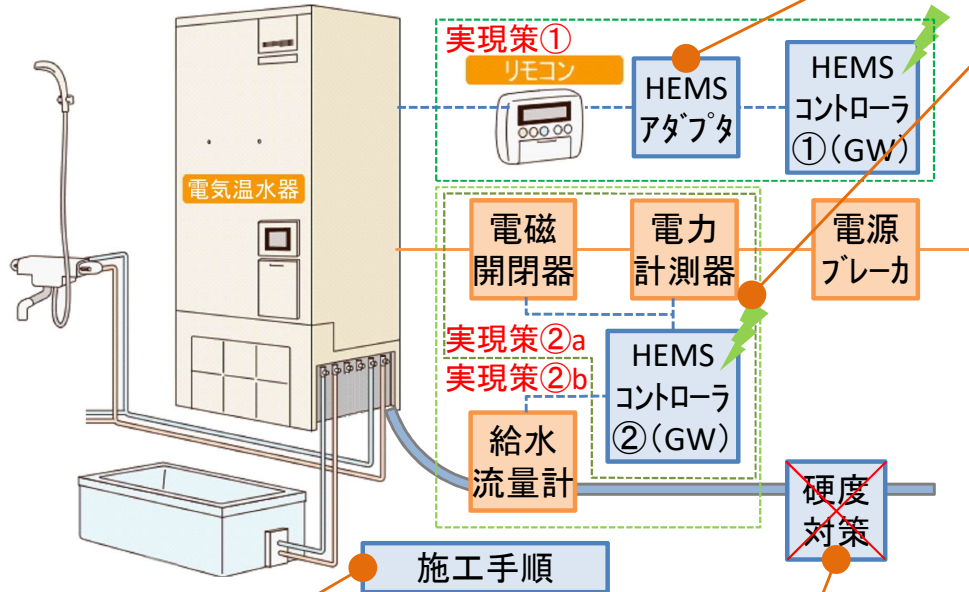 実現策①
リモコン
HEMS
アダプタ
HEMS
コントローラ
①(GW)
電気温水器
電磁
開閉器
電力
計測器
電源
ブレーカ
実現策②a
実現策②b
HEMS
コントローラ
②(GW)
給水
流量計
硬度
対策
施工手順